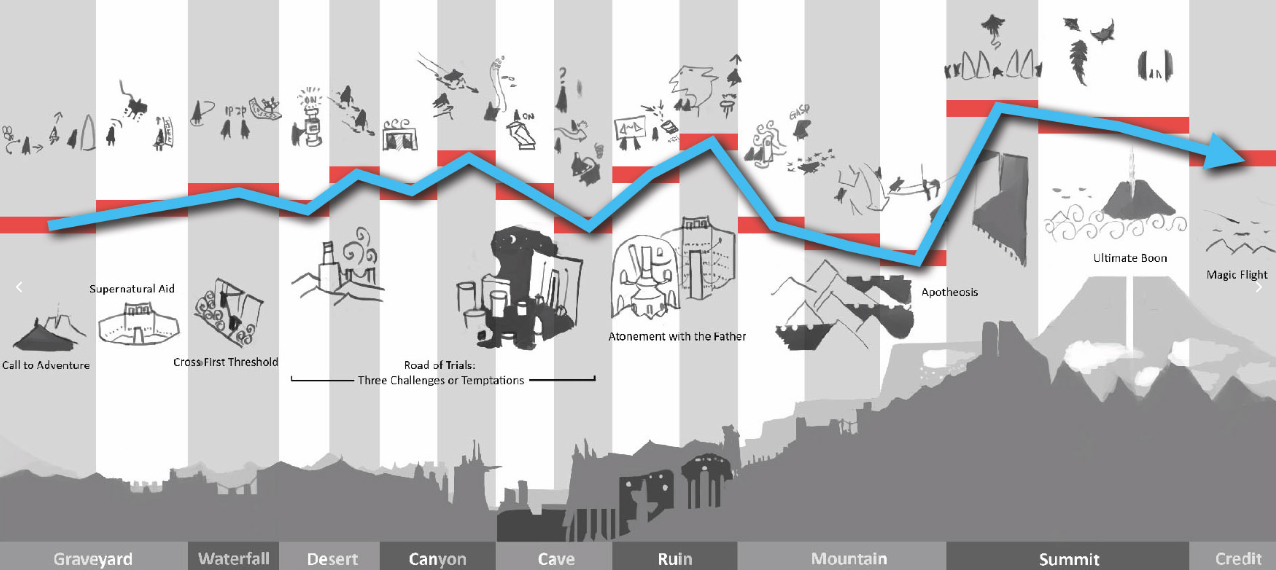 ON
ON
?
GASP
Supernatural Aid
Call to Adventure
Cross First Threshold
Road of Trials:
Three Challenges or Temptations
Atonement with the Father
Apotheosis
Ultimate Boon
Magic Flight
Graveyard
Waterfall
Desert
Canyon
Cave
Ruin
Mountain
Summit
Credit